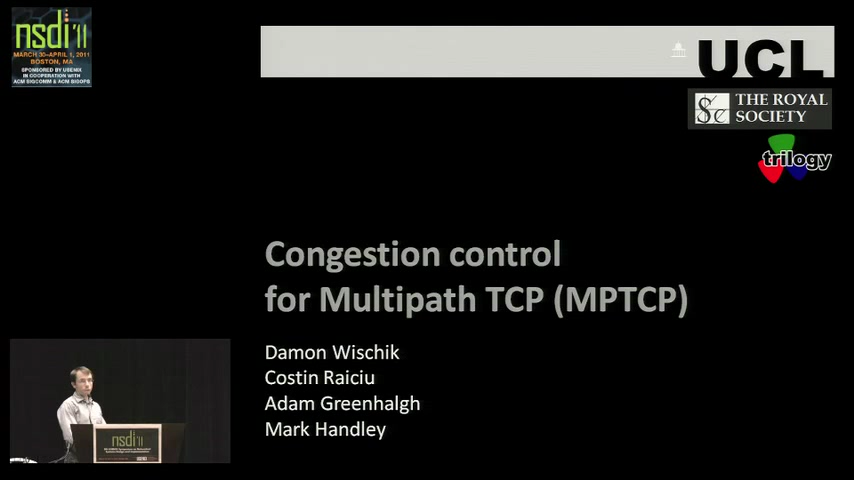 nsdi'11
MARCH 30–APRIL 1, 2011
BOSTON, MA
SPONSORED BY USENIX
IN COOPERATION WITH
ACM SIGCOMM & ACM SIGOPS
UCL
THE ROYAL
SOCIETY
trilogy
Congestion control
for Multipath TCP (MPTCP)
Damon Wischik
Costin Raiciu
Adam Greenhalgh
Mark Handley
nsdi'11